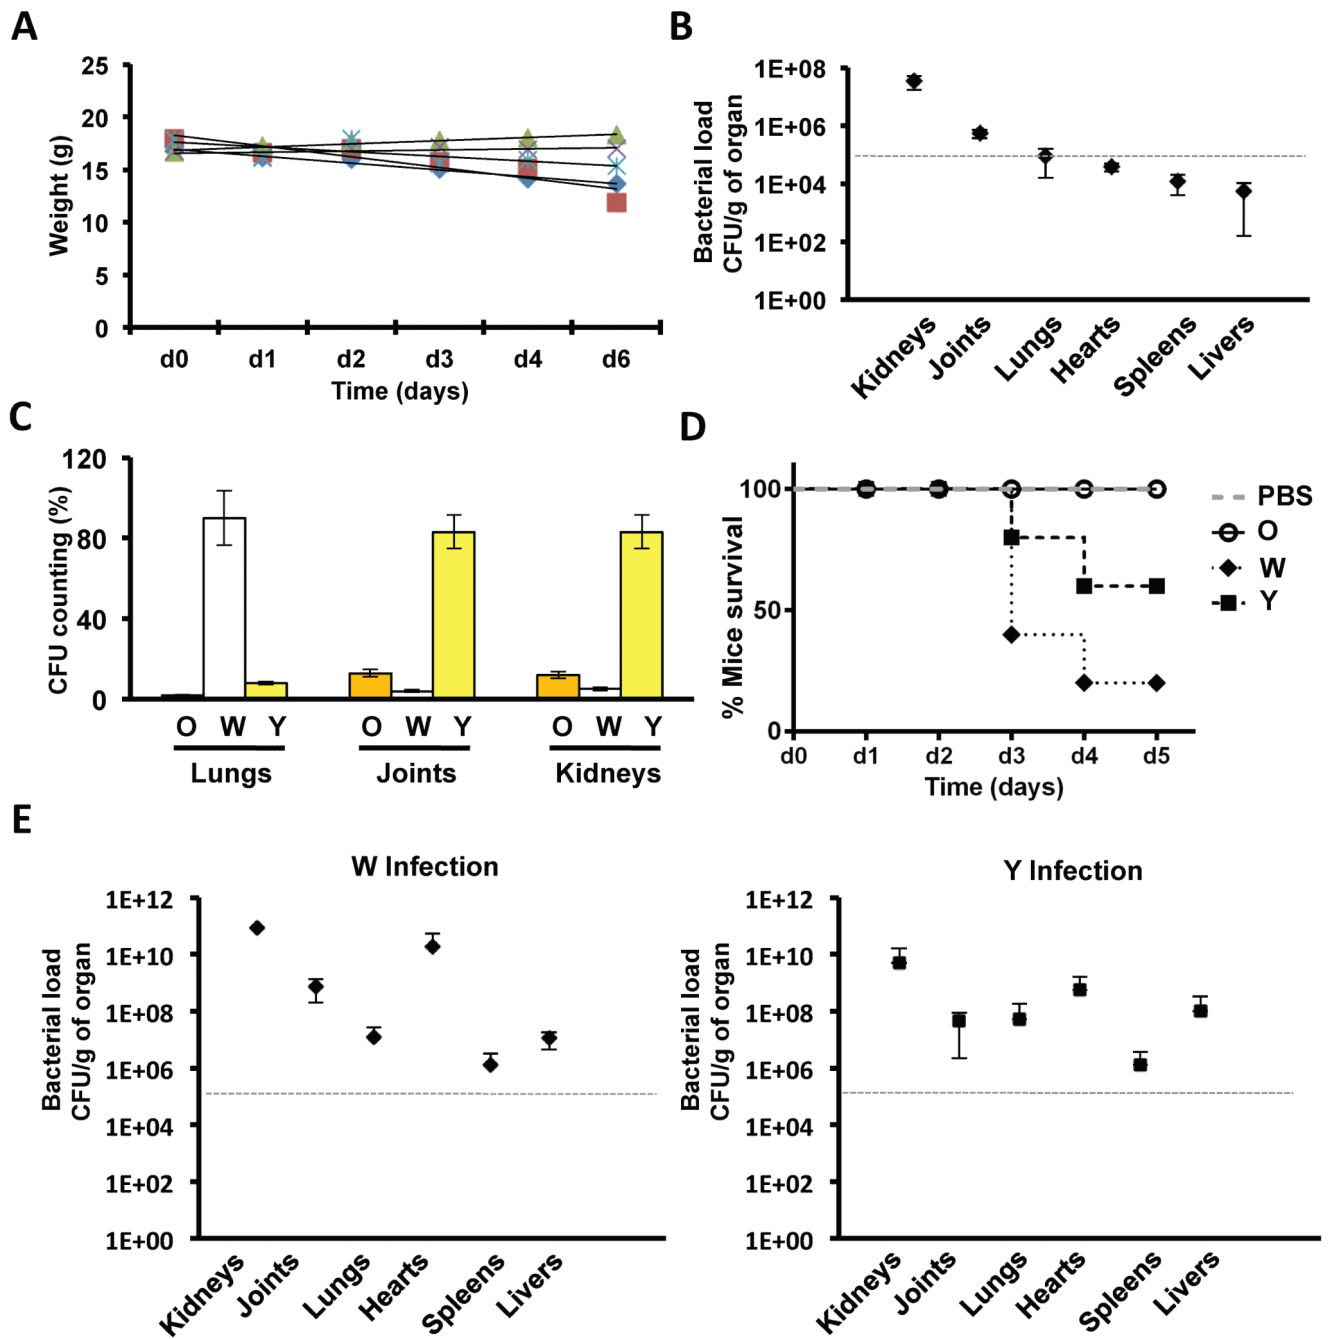 A
25
20
15
10
5
0
Weight (g)
d0 d1 d2 d3 d4 d6
Time (days)
B
1E+08
1E+06
1E+04
1E+02
1E+00
Bacterial load
CFU/g of organ
Kidneys Joints Lungs Hearts Spleens Livers
C
120
80
40
0
CFU counting (%)
O W Y O W Y O W Y
Lungs Joints Kidneys
D
100
50
0
% Mice survival
d0 d1 d2 d3 d4 d5
Time (days)
PBS
O
W
Y
E
W Infection
1E+12
1E+10
1E+08
1E+06
1E+04
1E+02
1E+00
Bacterial load
CFU/g of organ
Kidneys Joints Lungs Hearts Spleens Livers
Y Infection
1E+12
1E+10
1E+08
1E+06
1E+04
1E+02
1E+00
Bacterial load
CFU/g of organ
Kidneys Joints Lungs Hearts Spleens Livers